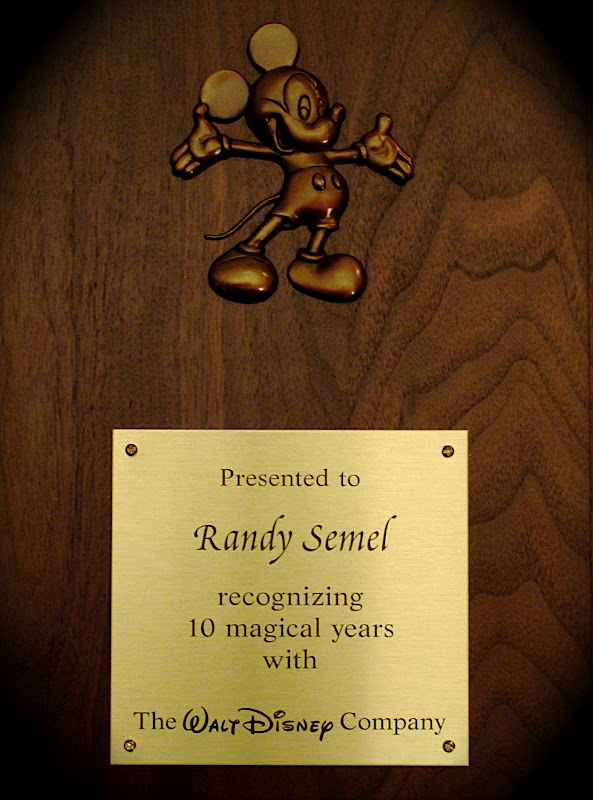 Presented to
Randy Semel
recognizing
10 magical years
with
The Walt Disney Company